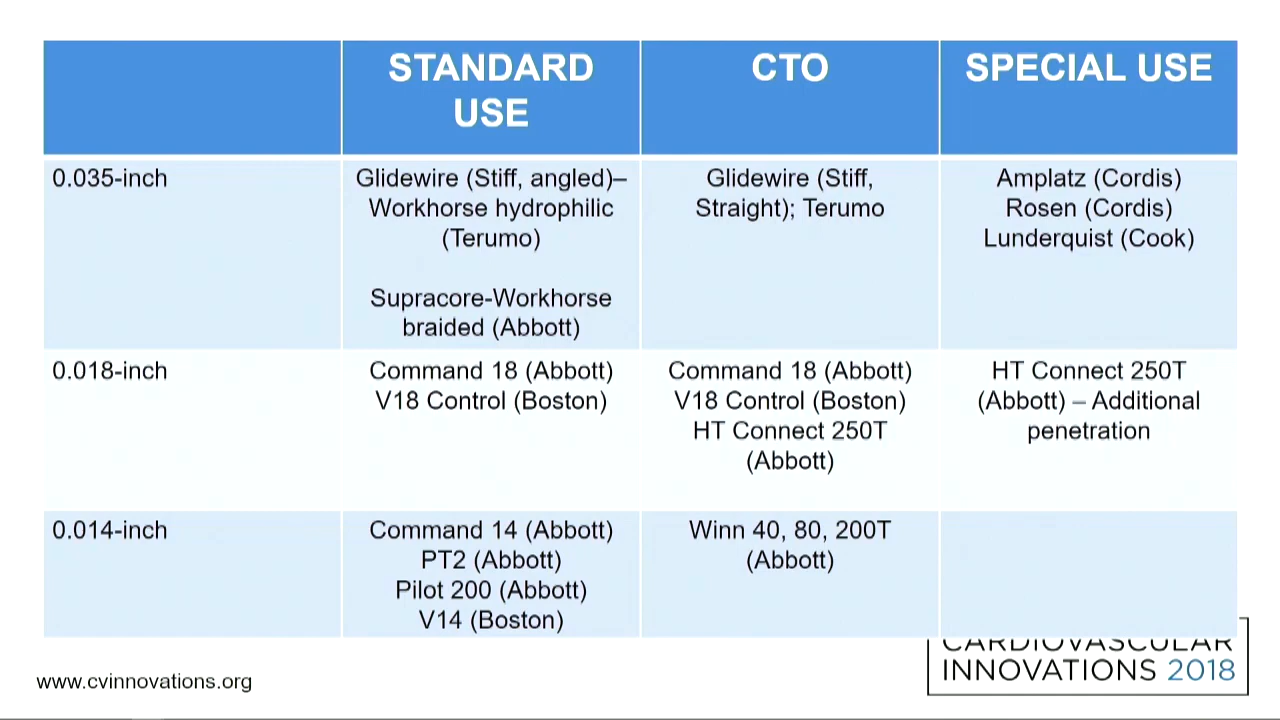 STANDARD
USE
CTO
SPECIAL USE
0.035-inch
Glidewire (Stiff, angled)–
Workhorse hydrophilic
(Terumo)
Supracore-Workhorse
braided (Abbott)
Glidewire (Stiff,
Straight); Terumo
Amplatz (Cordis)
Rosen (Cordis)
Lunderquist (Cook)
0.018-inch
Command 18 (Abbott)
V18 Control (Boston)
Command 18 (Abbott)
V18 Control (Boston)
HT Connect 250T
(Abbott)
HT Connect 250T
(Abbott) – Additional
penetration
0.014-inch
Command 14 (Abbott)
PT2 (Abbott)
Pilot 200 (Abbott)
V14 (Boston)
Winn 40, 80, 200T
(Abbott)
CARDIOVASCULAR
INNOVATIONS 2018
www.cvinnovations.org